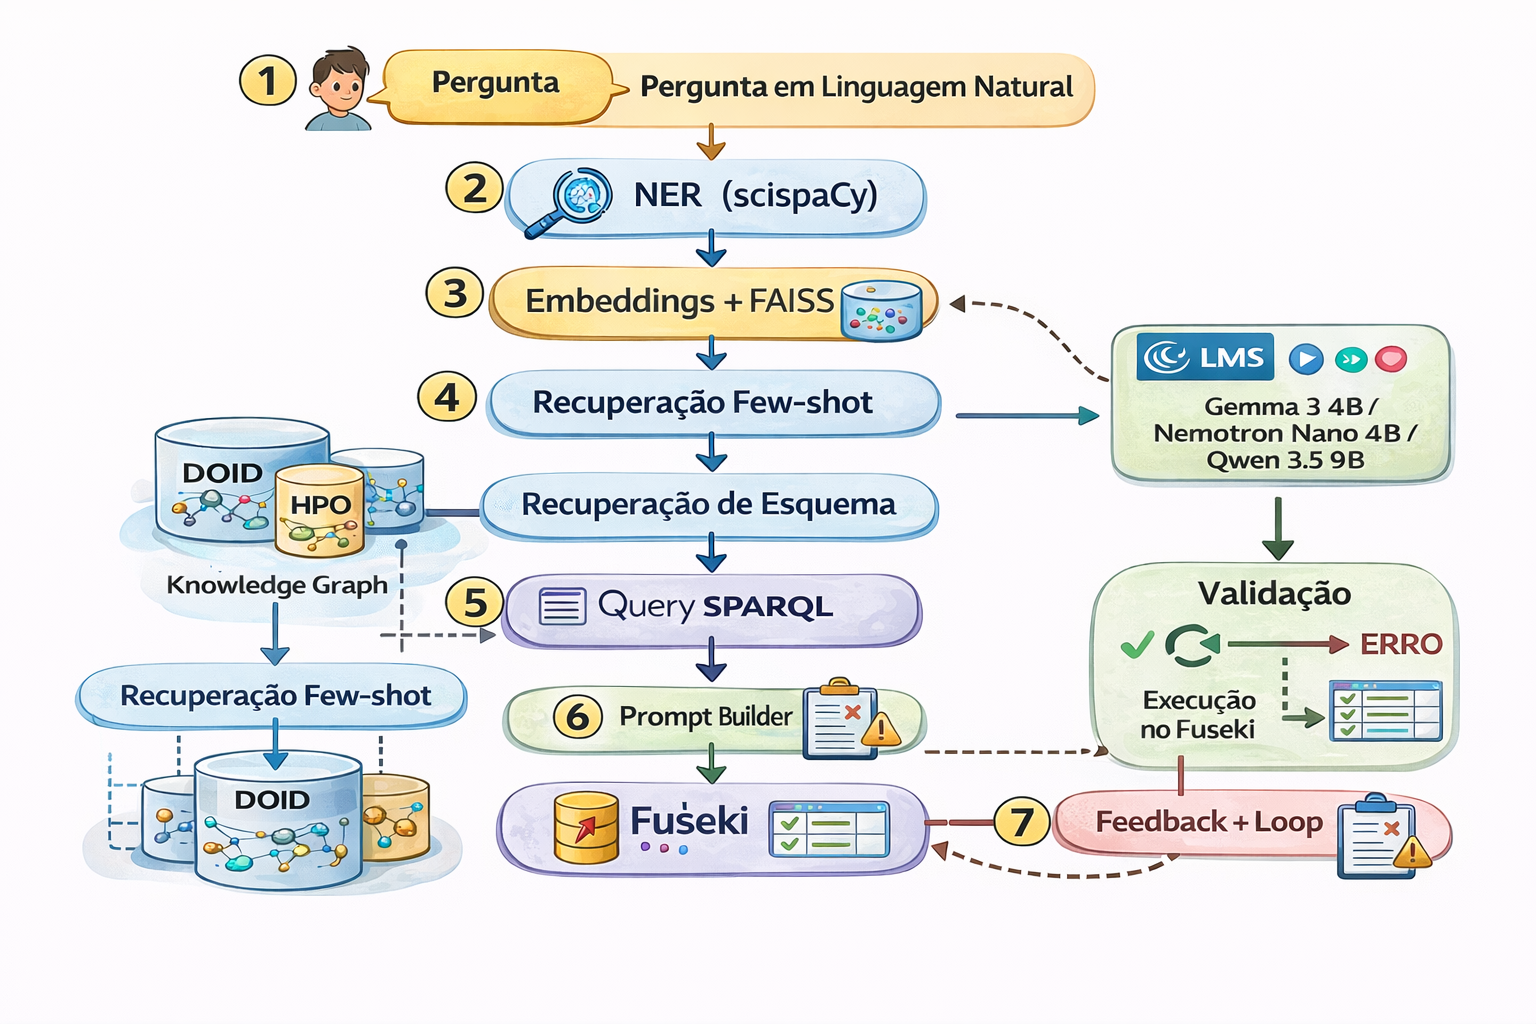 1
Pergunta
Pergunta em Linguagem Natural
2
NER (scispaCy)
3
Embeddings + FAISS
4
Recuperação Few-shot
LMS
Gemma 3 4B /
Nemotron Nano 4B /
Qwen 3.5 9B
DOID
HPO
Knowledge Graph
Recuperação de Esquema
5
Query SPARQL
Validação
ERRO
Execução
no Fuseki
Recuperação Few-shot
DOID
6
Prompt Builder
Fuseki
7
Feedback + Loop